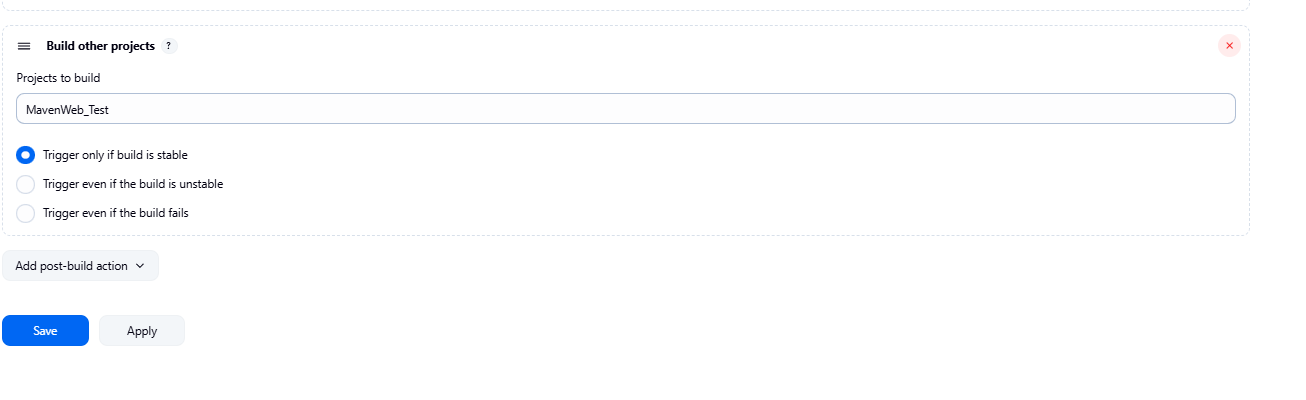 Build other projects ?
Projects to build
MavenWeb_Test
Trigger only if build is stable
Trigger even if the build is unstable
Trigger even if the build fails
Add post-build action
Save Apply